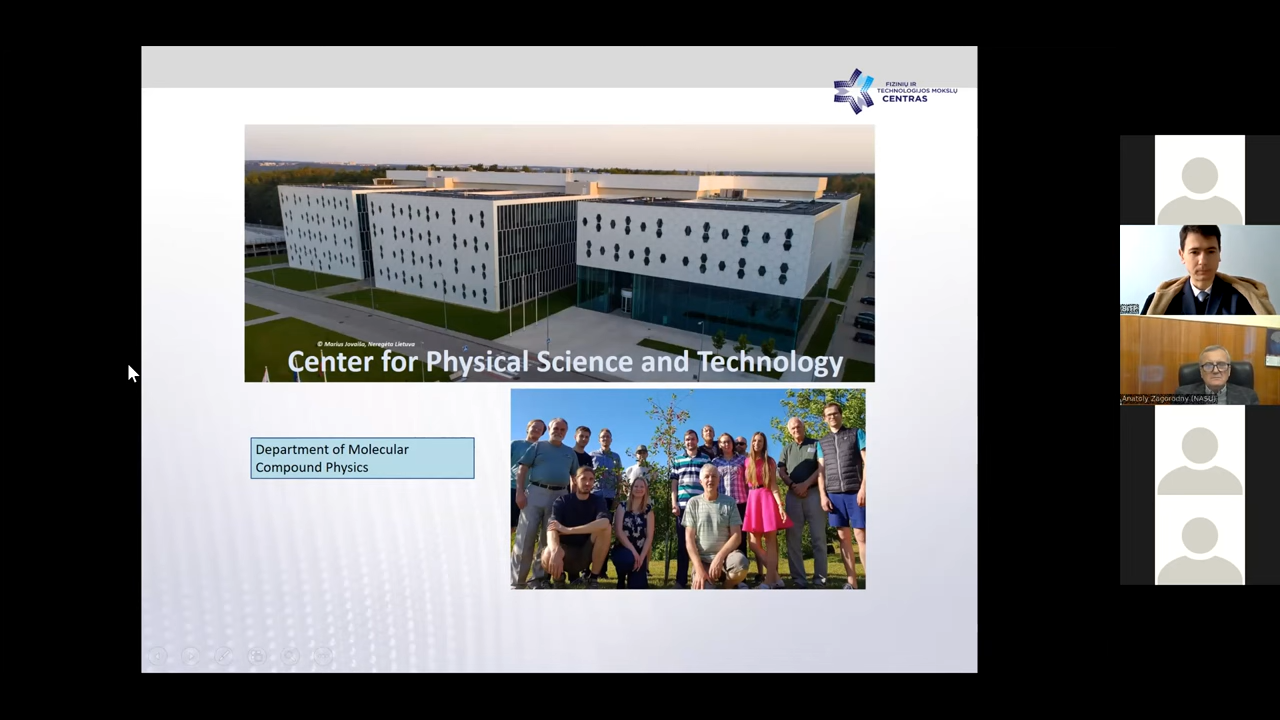 FIZINIŲ IR
TECHNOLOGIJOS MOKSLŲ
CENTRAS
© Marius Jovaiša, Neregėta Lietuva
Center for Physical Science and Technology
Department of Molecular
Compound Physics
Anatoly Zagorodny (NASU)